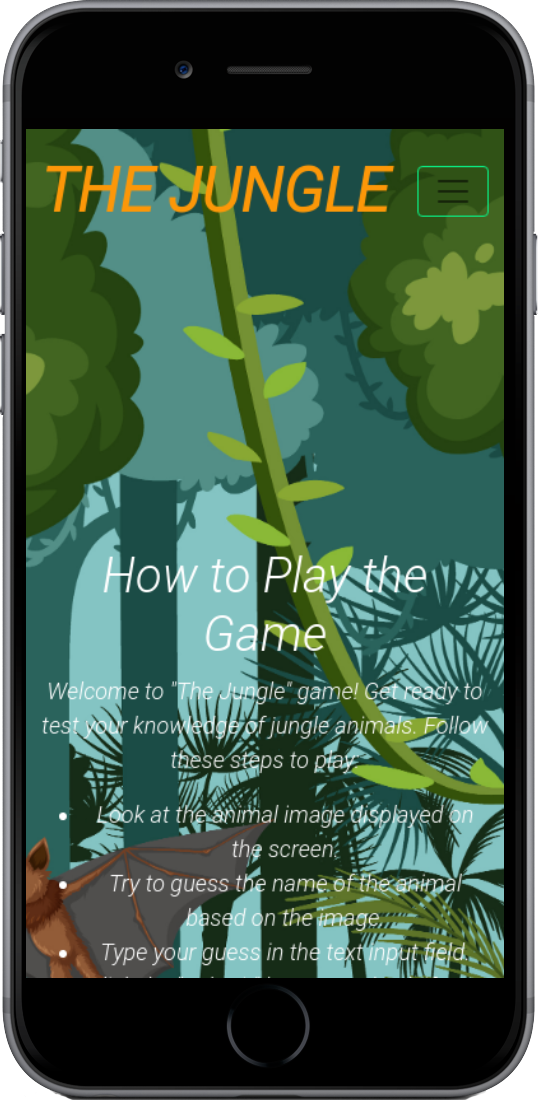 THE JUNGLE
How to Play the
Game
Welcome to "The Jungle" game! Get ready to
test your knowledge of jungle animals. Follow
these steps to play:
• Look at the animal image displayed on
the screen.
• Try to guess the name of the animal
based on the image.
• Type your guess in the text input field.